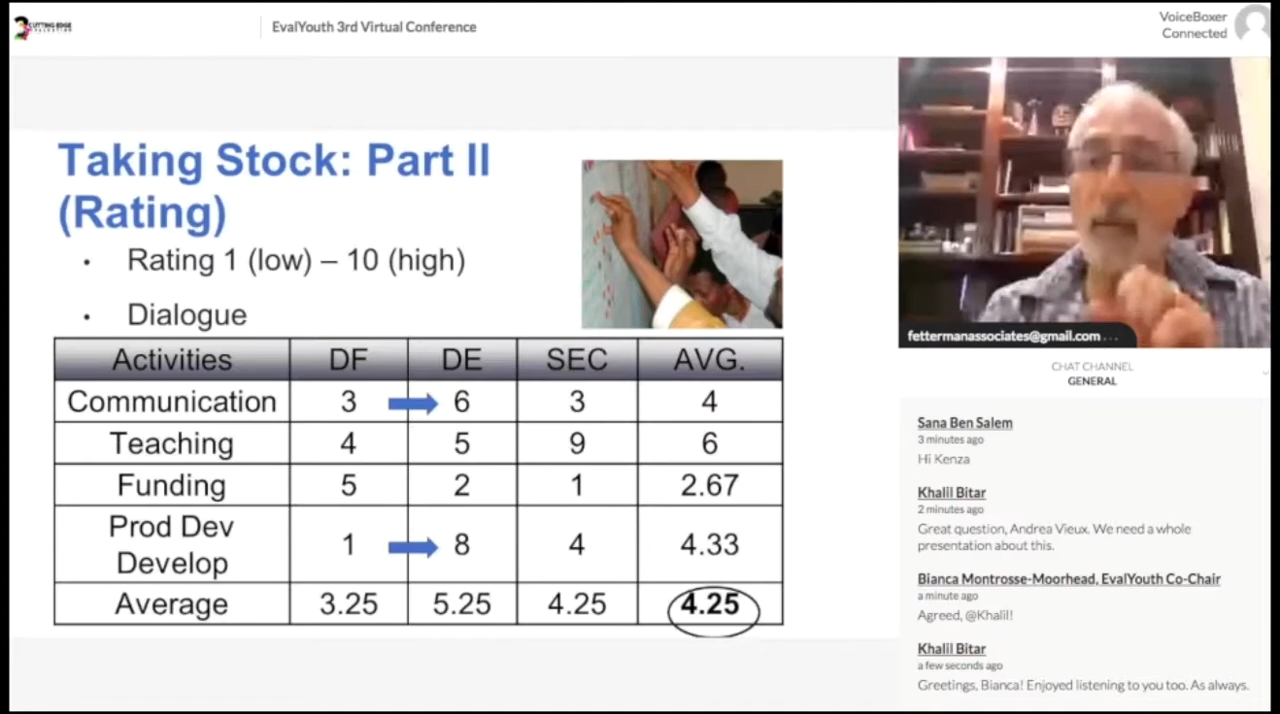 CUTTING EDGE
EvalYouth 3rd Virtual Conference
VoiceBoxer
Connected
Taking Stock: Part II
(Rating)
• Rating 1 (low) – 10 (high)
• Dialogue
Activities DF DE SEC AVG.
Communication 3 6 3 4
Teaching 4 5 9 6
Funding 5 2 1 2.67
Prod Dev
Develop 1 8 4 4.33
Average 3.25 5.25 4.25 4.25
fettermanassociates@gmail.com ...
CHAT CHANNEL
GENERAL
Sana Ben Salem
3 minutes ago
Hi Kenza
Khalil Bitar
2 minutes ago
Great question, Andrea Vieux. We need a whole
presentation about this.
Bianca Montrosse-Moorhead, EvalYouth Co-Chair
a minute ago
Agreed, @Khalil!
Khalil Bitar
a few seconds ago
Greetings, Bianca! Enjoyed listening to you too. As always.